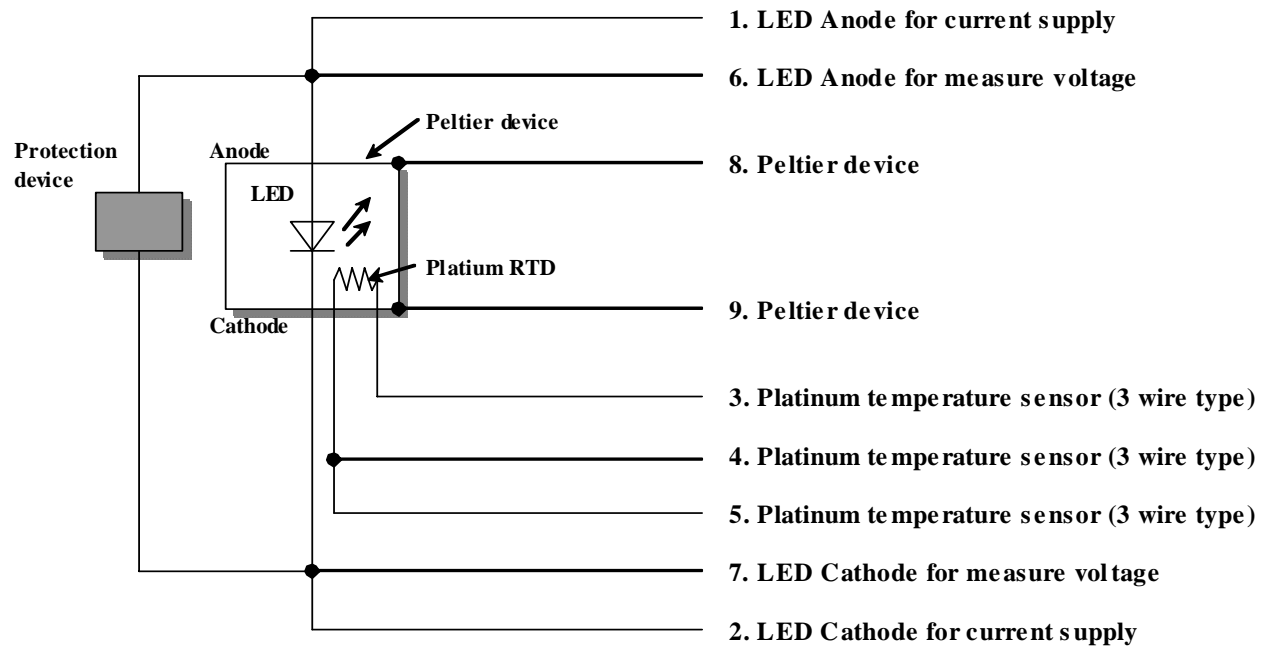 1. LED Anode for current supply
6. LED Anode for measure voltage
Peltier device
Protection
device
Anode
8. Peltier device
LED
Platium RTD
9. Peltier device
Cathode
3. Platinum temperature sensor (3 wire type)
4. Platinum temperature sensor (3 wire type)
5. Platinum temperature sensor (3 wire type)
7. LED Cathode for measure voltage
2. LED Cathode for current supply